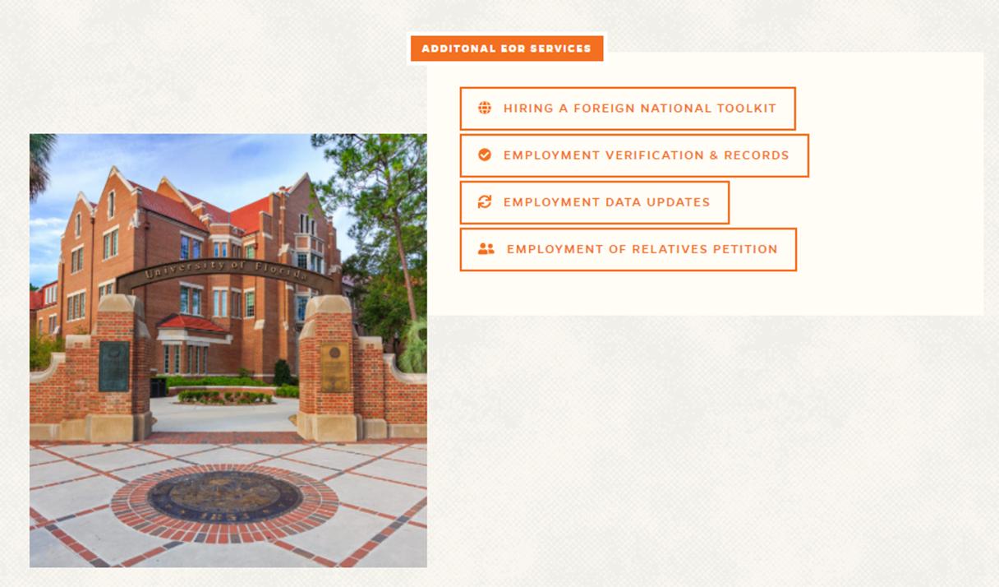 ADDITONAL EOR SERVICES
HIRING A FOREIGN NATIONAL TOOLKIT
EMPLOYMENT VERIFICATION & RECORDS
EMPLOYMENT DATA UPDATES
EMPLOYMENT OF RELATIVES PETITION
University of Florida
1853